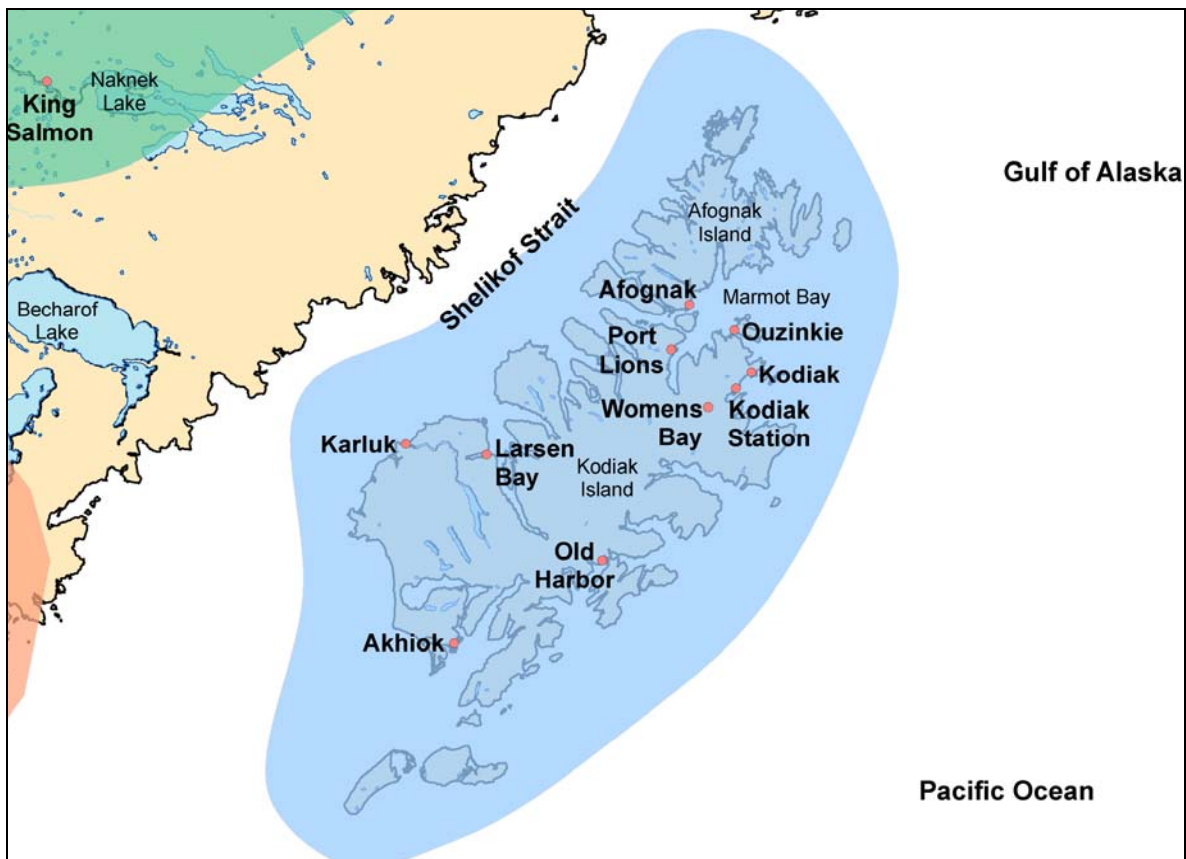 Naknek
Lake
King
Salmon
Gulf of Alaska
Afognak
Island
Shelikof Strait
Becharof
Lake
Afognak
Marmot Bay
Port
Lions
Ouzinkie
Kodiak
Womens
Bay
Kodiak
Station
Karluk
Larsen
Bay
Kodiak
Island
Old
Harbor
Akhiok
Pacific Ocean